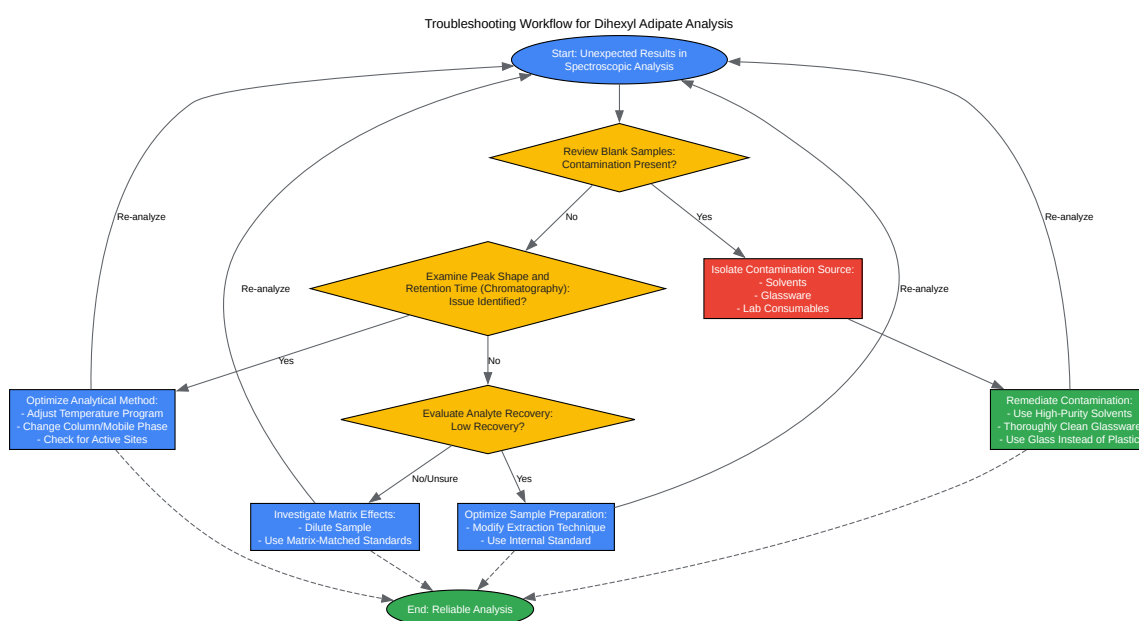 Troubleshooting Workflow for Dihexyl Adipate Analysis
Start: Unexpected Results in
Spectroscopic Analysis
Review Blank Samples:
Contamination Present?
No
Yes
Re-analyze
Re-analyze
Examine Peak Shape and
Retention Time (Chromatography):
Issue Identified?
Isolate Contamination Source:
- Solvents
- Glassware
- Lab Consumables
Re-analyze
Re-analyze
Yes
No
Optimize Analytical Method:
- Adjust Temperature Program
- Change Column/Mobile Phase
- Check for Active Sites
Evaluate Analyte Recovery:
Low Recovery?
Remediate Contamination:
- Use High-Purity Solvents
- Thoroughly Clean Glassware
- Use Glass Instead of Plastic
No/Unsure
Yes
Investigate Matrix Effects:
- Dilute Sample
- Use Matrix-Matched Standards
Optimize Sample Preparation:
- Modify Extraction Technique
- Use Internal Standard
End: Reliable Analysis